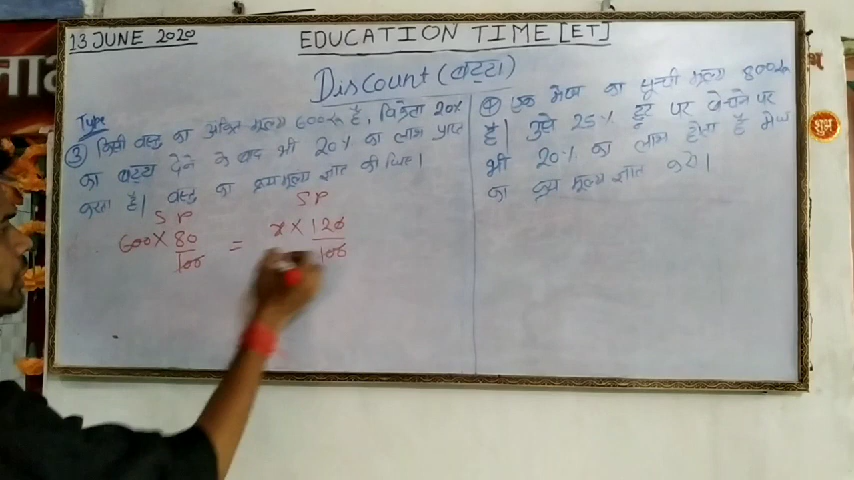 13 JUNE 2020
EDUCATION TIME [ET]
Discount (बट्टा)
Type
③ किसी वस्तु का अंकित मूल्य 600रु है, विक्रेता 20%
का बट्टा देने के बाद भी 20% का लाभ प्राप्त
करता है। वस्तु का क्रयमूल्य ज्ञात कीजिए।
SP SP
600 × 80/100 = x × 120/100
④ एक मेज का सूची मूल्य 800रु
है। उसे 25% छूट पर बेचने पर
भी 20% का लाभ होता है मेज
का क्रय मूल्य ज्ञात करो।
शुभ